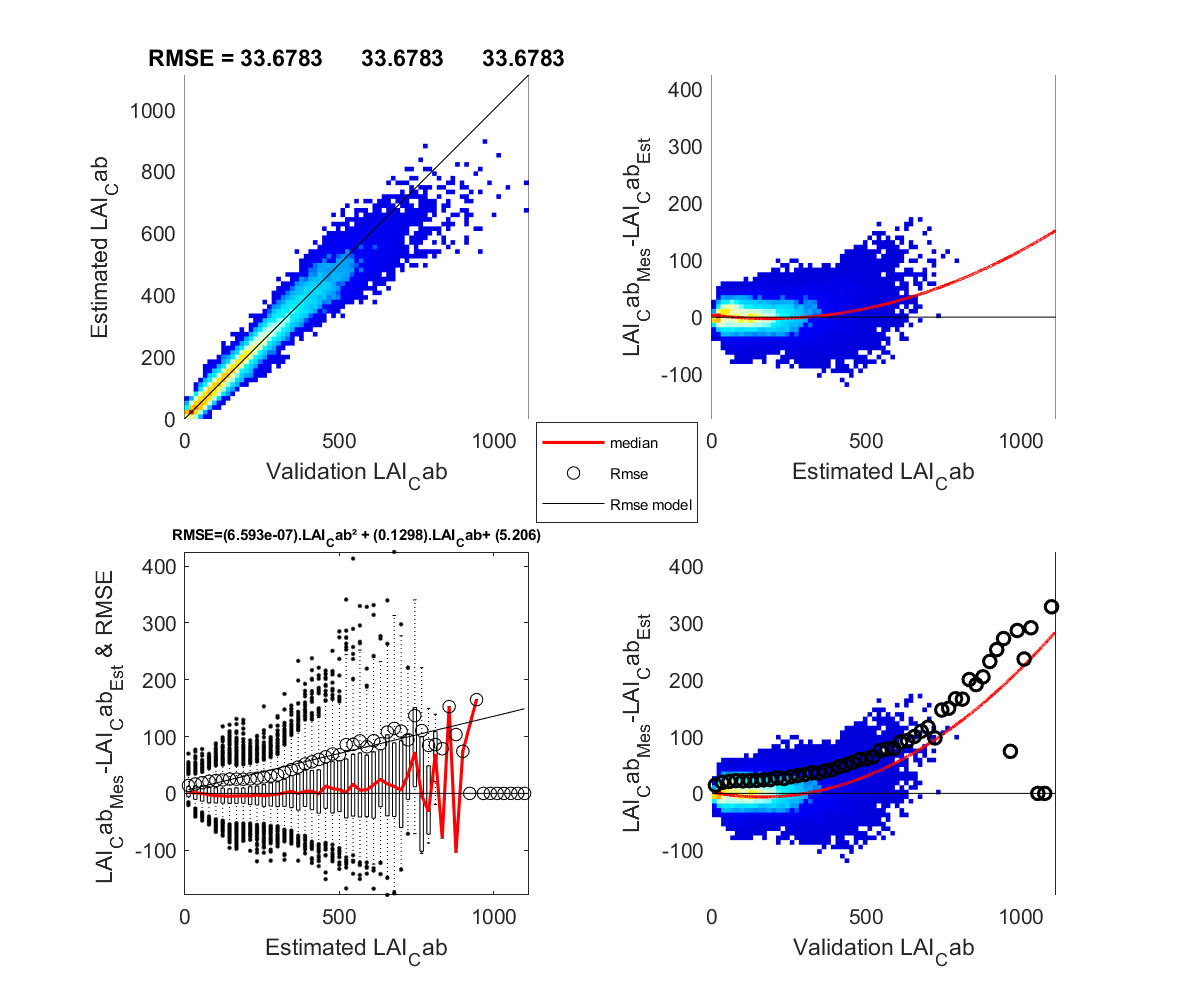 RMSE = 33.6783 33.6783 33.6783
Estimated LAI_Cab
1000
800
600
400
200
0
0 500 1000
Validation LAI_Cab
LAI_Cab_Mes-LAI_Cab_Est
400
300
200
100
0
-100
0 500 1000
Estimated LAI_Cab
median
Rmse
Rmse model
RMSE=(6.593e-07).LAI_Cab² + (0.1298).LAI_Cab+ (5.206)
LAI_Cab_Mes-LAI_Cab_Est & RMSE
400
300
200
100
0
-100
0 500 1000
Estimated LAI_Cab
LAI_Cab_Mes-LAI_Cab_Est
400
300
200
100
0
-100
0 500 1000
Validation LAI_Cab